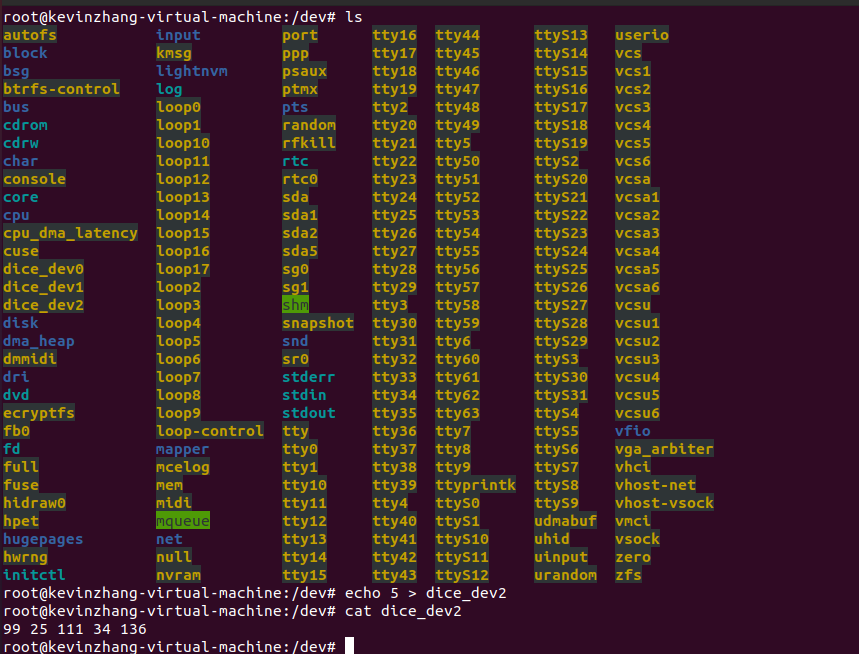 root@kevinzhang-virtual-machine:/dev# ls
autofs input port tty16 tty44 ttyS13 userio
block kmsg ppp tty17 tty45 ttyS14 vcs
bsg lightnvm psaux tty18 tty46 ttyS15 vcs1
btrfs-control log ptmx tty19 tty47 ttyS16 vcs2
bus loop0 pts tty2 tty48 ttyS17 vcs3
cdrom loop1 random tty20 tty49 ttyS18 vcs4
cdrw loop10 rfkill tty21 tty5 ttyS19 vcs5
char loop11 rtc tty22 tty50 ttyS2 vcs6
console loop12 rtc0 tty23 tty51 ttyS20 vcsa
core loop13 sda tty24 tty52 ttyS21 vcsa1
cpu loop14 sda1 tty25 tty53 ttyS22 vcsa2
cpu_dma_latency loop15 sda2 tty26 tty54 ttyS23 vcsa3
cuse loop16 sda5 tty27 tty55 ttyS24 vcsa4
dice_dev0 loop17 sg0 tty28 tty56 ttyS25 vcsa5
dice_dev1 loop2 sg1 tty29 tty57 ttyS26 vcsa6
dice_dev2 loop3 shm tty3 tty58 ttyS27 vcsu
disk loop4 snapshot tty30 tty59 ttyS28 vcsu1
dma_heap loop5 snd tty31 tty6 ttyS29 vcsu2
dmmidi loop6 sr0 tty32 tty60 ttyS3 vcsu3
dri loop7 stderr tty33 tty61 ttyS30 vcsu4
dvd loop8 stdin tty34 tty62 ttyS31 vcsu5
ecryptfs loop9 stdout tty35 tty63 ttyS4 vcsu6
fb0 loop-control tty tty36 tty7 ttyS5 vfio
fd mapper tty0 tty37 tty8 ttyS6 vga_arbiter
full mcelog tty1 tty38 tty9 ttyS7 vhci
fuse mem tty10 tty39 ttyprintk ttyS8 vhost-net
hidraw0 midi tty11 tty4 ttyS0 ttyS9 vhost-vsock
hpet mqueue tty12 tty40 ttyS1 udmabuf vmci
hugepages net tty13 tty41 ttyS10 uhid vsock
hwrng null tty14 tty42 ttyS11 uinput zero
initctl nvram tty15 tty43 ttyS12 urandom zfs
root@kevinzhang-virtual-machine:/dev# echo 5 > dice_dev2
root@kevinzhang-virtual-machine:/dev# cat dice_dev2
99 25 111 34 136
root@kevinzhang-virtual-machine:/dev#